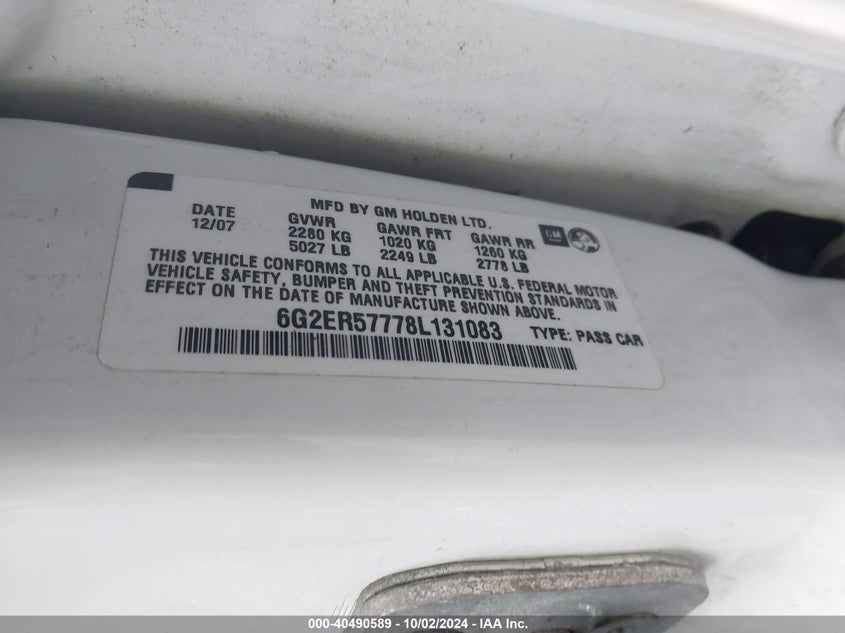 MFD BY GM HOLDEN LTD.
DATE GVWR GAWR FRT GAWR RR GM
12/07 2280 KG 1020 KG 1260 KG
5027 LB 2249 LB 2778 LB
THIS VEHICLE CONFORMS TO ALL APPLICABLE U.S. FEDERAL MOTOR
VEHICLE SAFETY, BUMPER AND THEFT PREVENTION STANDARDS IN
EFFECT ON THE DATE OF MANUFACTURE SHOWN ABOVE.
6G2ER57778L131083 TYPE: PASS CAR
000-40490589 - 10/02/2024 - IAA Inc.